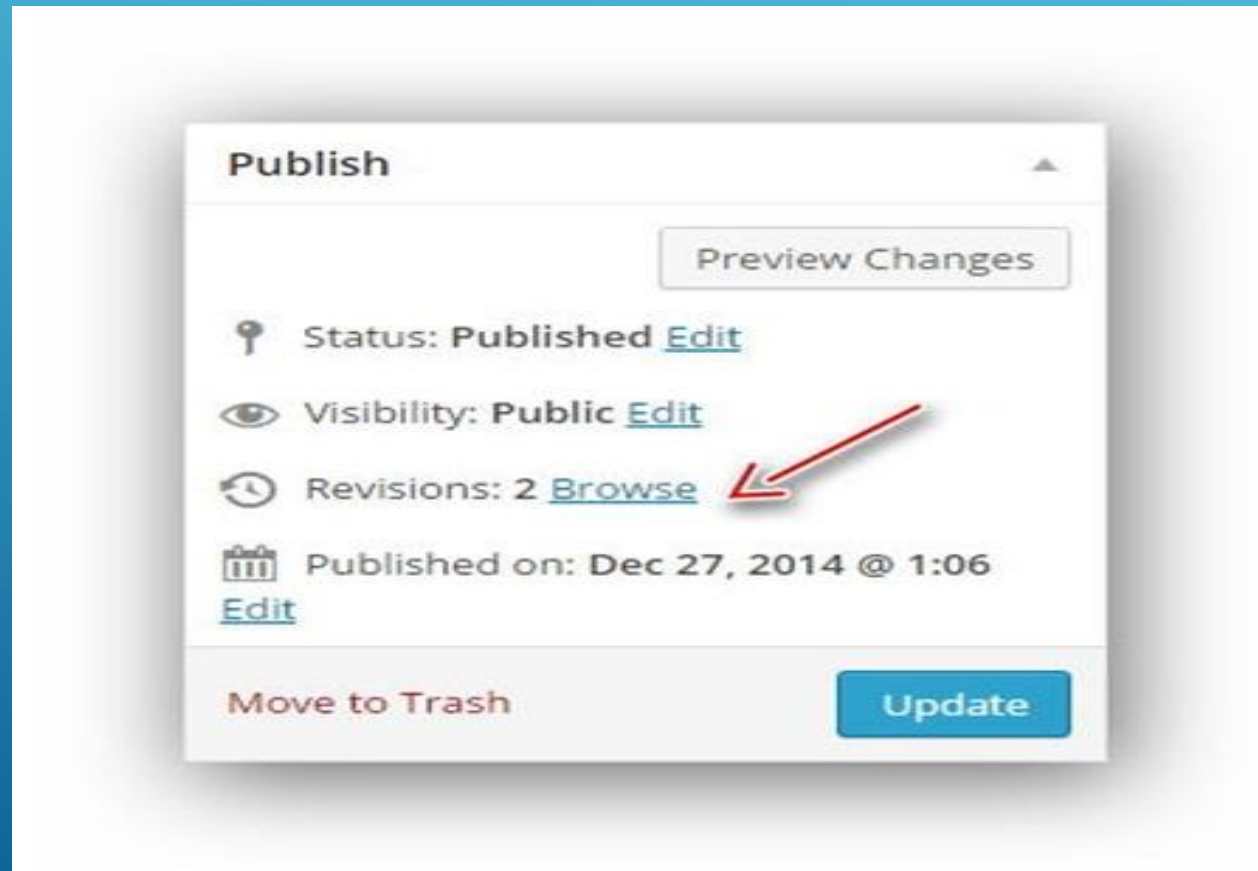 Publish
Preview Changes
Status: Published Edit
Visibility: Public Edit
Revisions: 2 Browse
Published on: Dec 27, 2014 @ 1:06
Edit
Move to Trash
Update